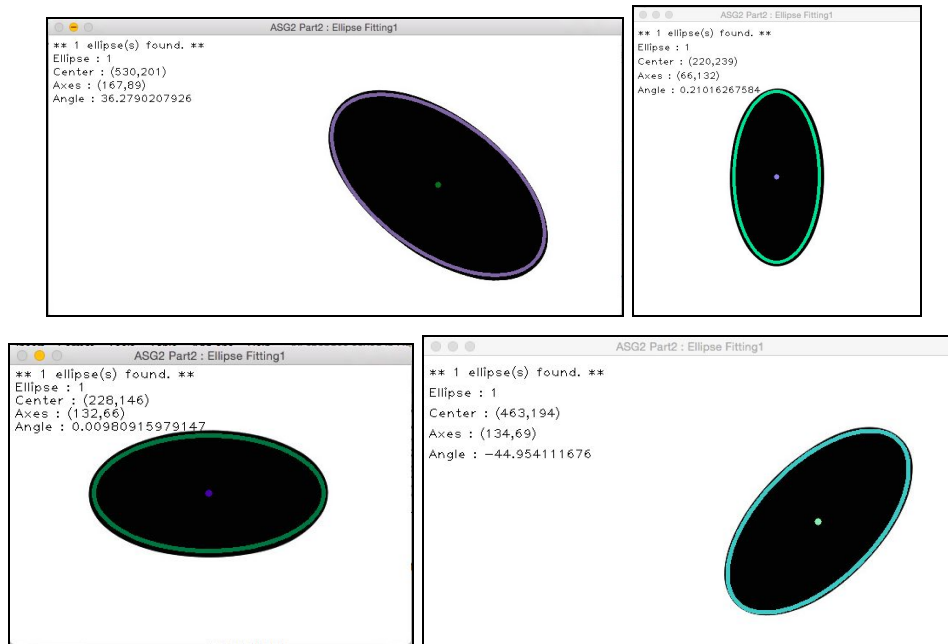 ASG2 Part2 : Ellipse Fitting1
** 1 ellipse(s) found. **
Ellipse : 1
Center : (530,201)
Axes : (167,89)
Angle : 36.2790207926
** 1 ellipse(s) found. **
Ellipse : 1
Center : (220,239)
Axes : (66,132)
Angle : 0.21016267584
ASG2 Part2 : Ellipse Fitting1
ASG2 Part2 : Ellipse Fitting1
** 1 ellipse(s) found. **
Ellipse : 1
Center : (228,146)
Axes : (132,66)
Angle : 0.00980915979147
ASG2 Part2 : Ellipse Fitting1
** 1 ellipse(s) found. **
Ellipse : 1
Center : (463,194)
Axes : (134,69)
Angle : -44.954111676